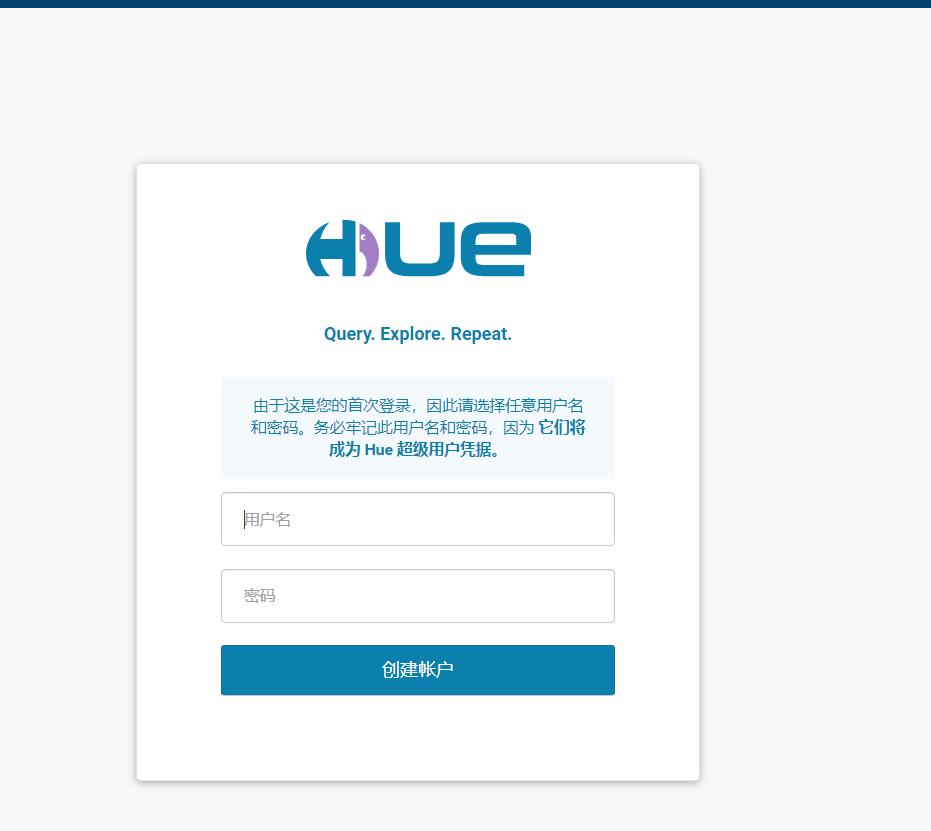 Hue
Query. Explore. Repeat.
由于这是您的首次登录，因此请选择任意用户名
和密码。务必牢记此用户名和密码，因为 它们将
成为 Hue 超级用户凭据。
用户名
密码
创建帐户